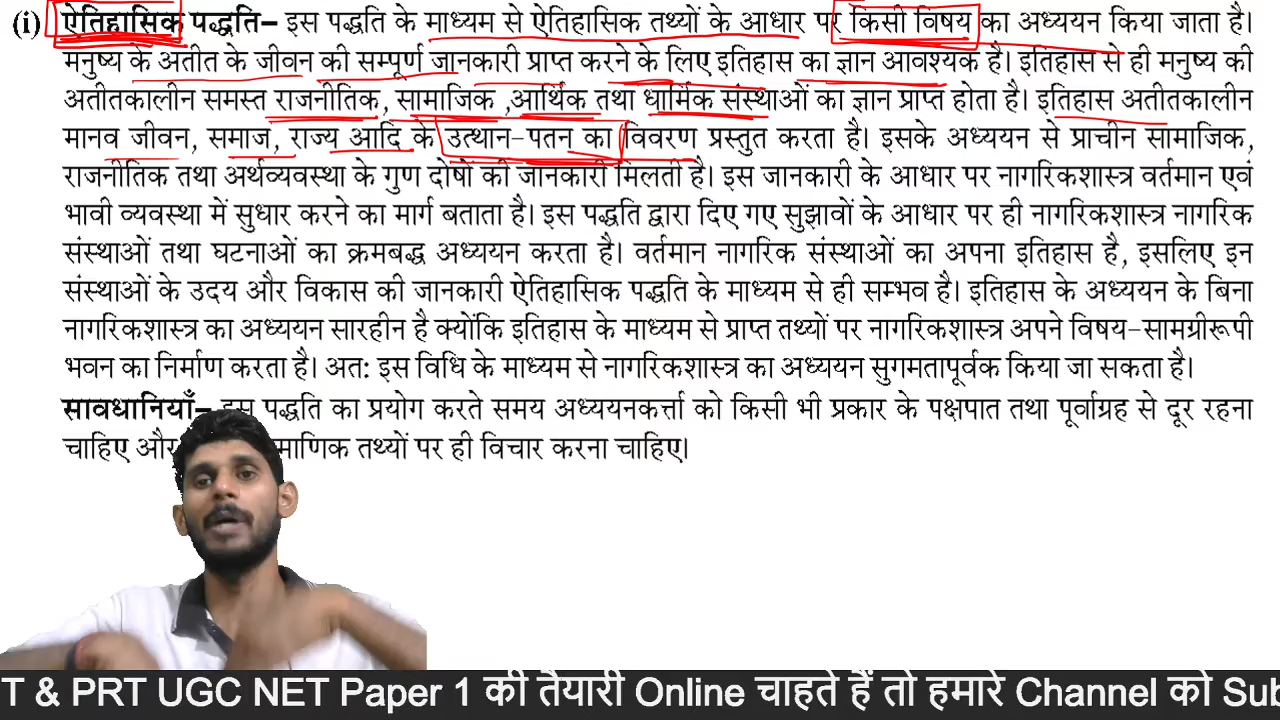 (i) ऐतिहासिक पद्धति– इस पद्धति के माध्यम से ऐतिहासिक तथ्यों के आधार पर किसी विषय का अध्ययन किया जाता है।
मनुष्य के अतीत के जीवन की सम्पूर्ण जानकारी प्राप्त करने के लिए इतिहास का ज्ञान आवश्यक है। इतिहास से ही मनुष्य की
अतीतकालीन समस्त राजनीतिक, सामाजिक ,आर्थिक तथा धार्मिक संस्थाओं का ज्ञान प्राप्त होता है। इतिहास अतीतकालीन
मानव जीवन, समाज, राज्य आदि के उत्थान-पतन का विवरण प्रस्तुत करता है। इसके अध्ययन से प्राचीन सामाजिक,
राजनीतिक तथा अर्थव्यवस्था के गुण दोषों की जानकारी मिलती है। इस जानकारी के आधार पर नागरिकशास्त्र वर्तमान एवं
भावी व्यवस्था में सुधार करने का मार्ग बताता है। इस पद्धति द्वारा दिए गए सुझावों के आधार पर ही नागरिकशास्त्र नागरिक
संस्थाओं तथा घटनाओं का क्रमबद्ध अध्ययन करता है। वर्तमान नागरिक संस्थाओं का अपना इतिहास है, इसलिए इन
संस्थाओं के उदय और विकास की जानकारी ऐतिहासिक पद्धति के माध्यम से ही सम्भव है। इतिहास के अध्ययन के बिना
नागरिकशास्त्र का अध्ययन सारहीन है क्योंकि इतिहास के माध्यम से प्राप्त तथ्यों पर नागरिकशास्त्र अपने विषय-सामग्रीरूपी
भवन का निर्माण करता है। अत: इस विधि के माध्यम से नागरिकशास्त्र का अध्ययन सुगमतापूर्वक किया जा सकता है।
सावधानियाँ– इस पद्धति का प्रयोग करते समय अध्ययनकर्त्ता को किसी भी प्रकार के पक्षपात तथा पूर्वाग्रह से दूर रहना
चाहिए और माणिक तथ्यों पर ही विचार करना चाहिए।
T & PRT UGC NET Paper 1 की तैयारी Online चाहते हैं तो हमारे Channel को Sub